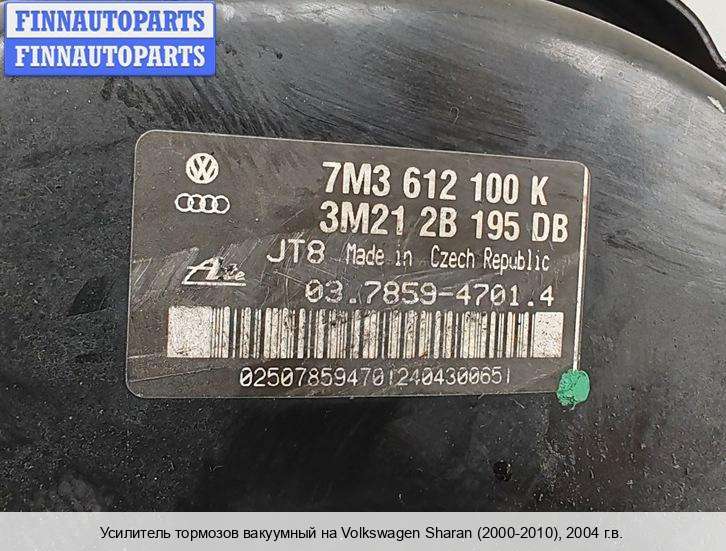 FINNAUTOPARTS
FINNAUTOPARTS
7M3 612 100 K
3M21 2B 195 DB
JT8 Made in Czech Republic
Ate
03.7859-4701.4
0250785947012404300651
Усилитель тормозов вакуумный на Volkswagen Sharan (2000-2010), 2004 г.в.